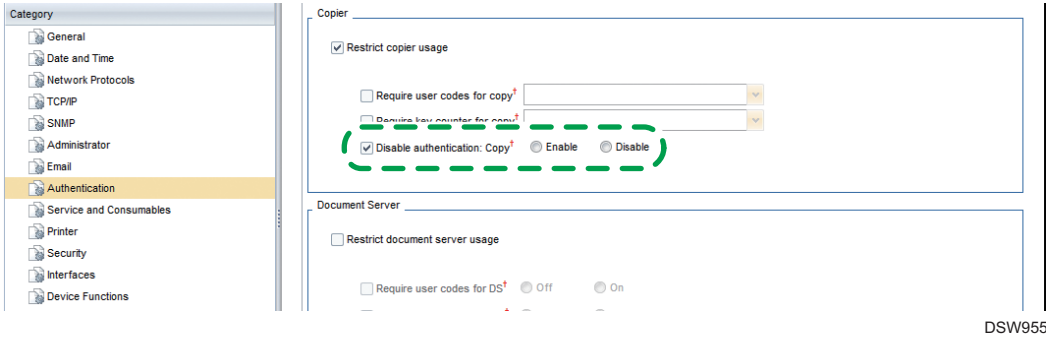 Category
General
Date and Time
Network Protocols
TCP/IP
SNMP
Administrator
Email
Authentication
Service and Consumables
Printer
Security
Interfaces
Device Functions
Copier
Restrict copier usage
Require user codes for copy†
Require key counter for copy†
Disable authentication: Copy† Enable Disable
Document Server
Restrict document server usage
Require user codes for DS† Off On
DSW955